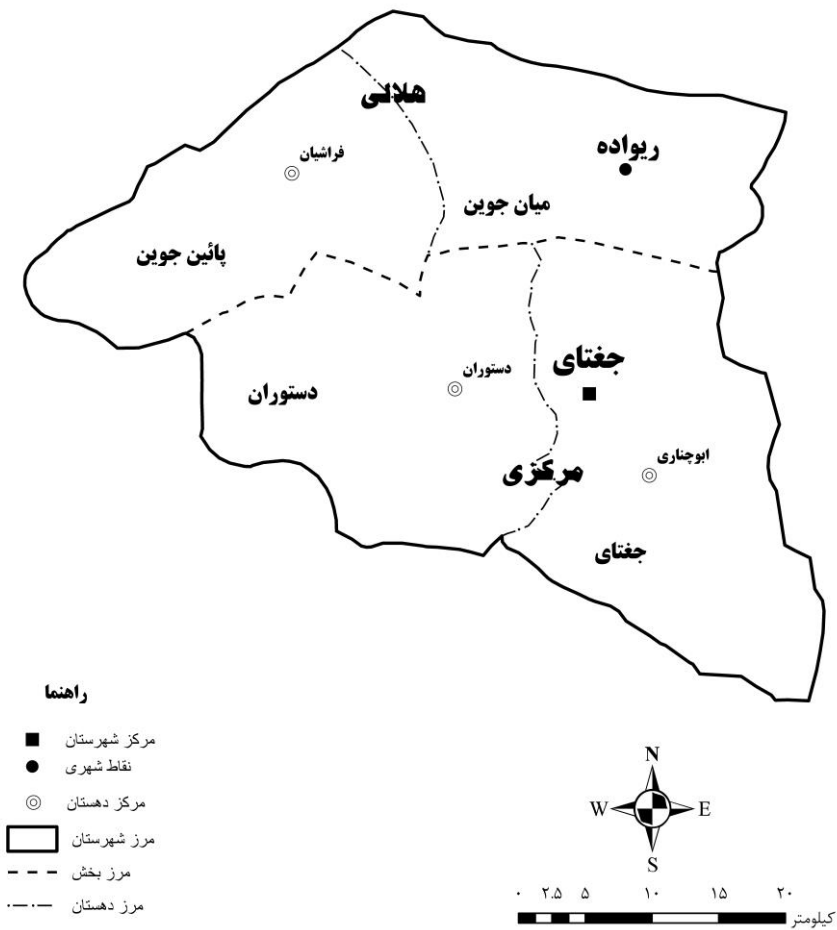 هلالی
ریواده
فراشیان
میان جوین
پائین جوین
جغتای
دستوران
دستوران
مرکزی
ابوچناری
جغتای
راهنما
مرکز شهرستان
نقاط شهری
مرکز دهستان
مرز شهرستان
مرز بخش
مرز دهستان
N
W E
S
۰ ۲.۵ ۵ ۱۰ ۱۵ ۲۰
کیلومتر